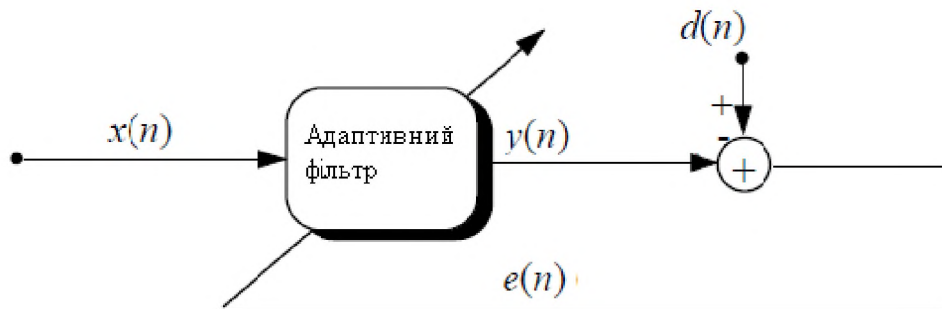 d(n)
x(n)
Адаптивний
фільтр
y(n)
+
-
+
e(n)